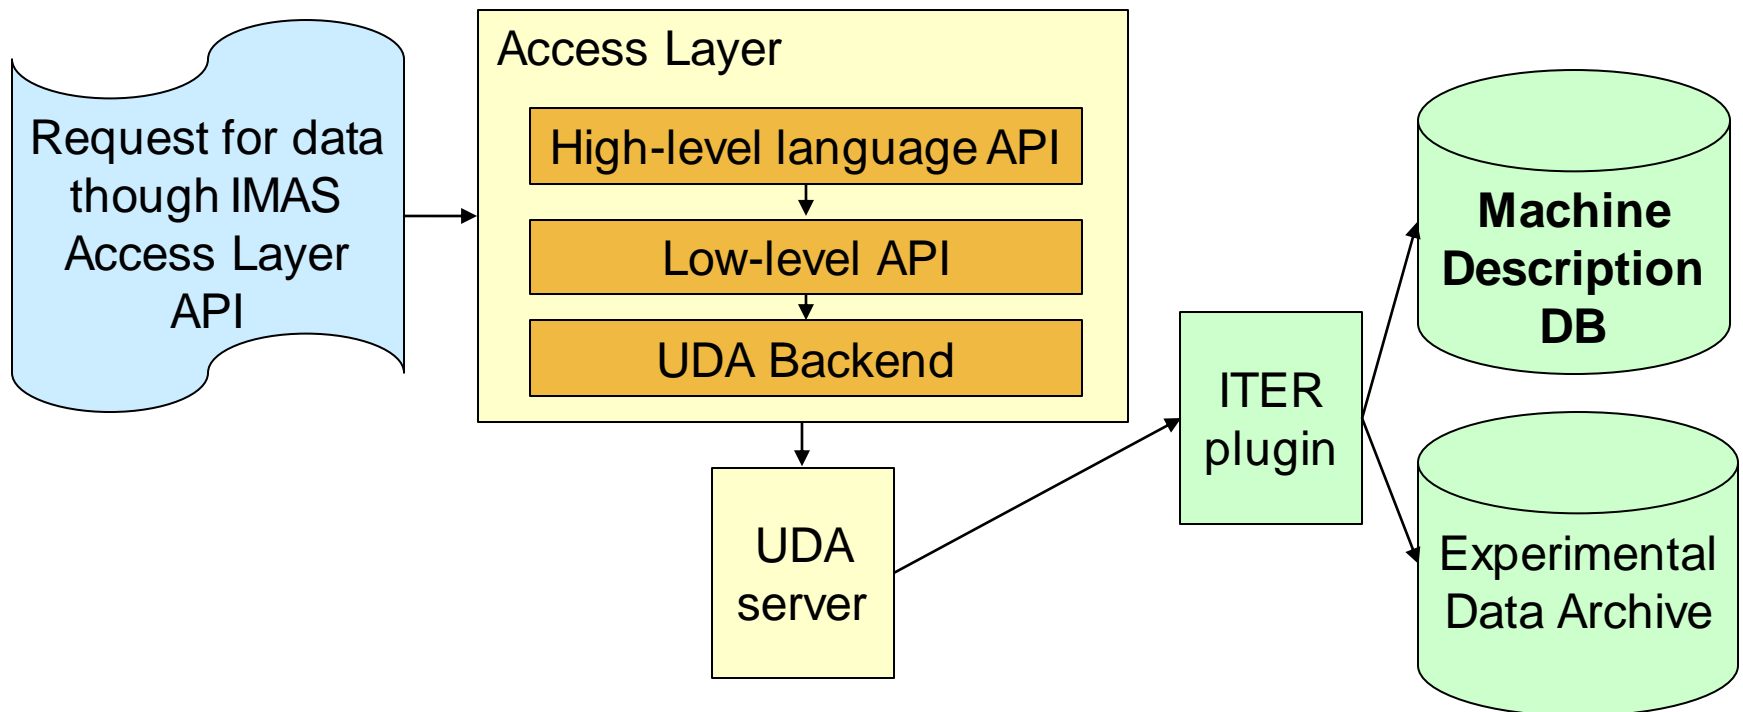 Request for data
though IMAS
Access Layer
API
Access Layer
High-level language API
Low-level API
UDA Backend
UDA
server
ITER
plugin
Machine
Description
DB
Experimental
Data Archive